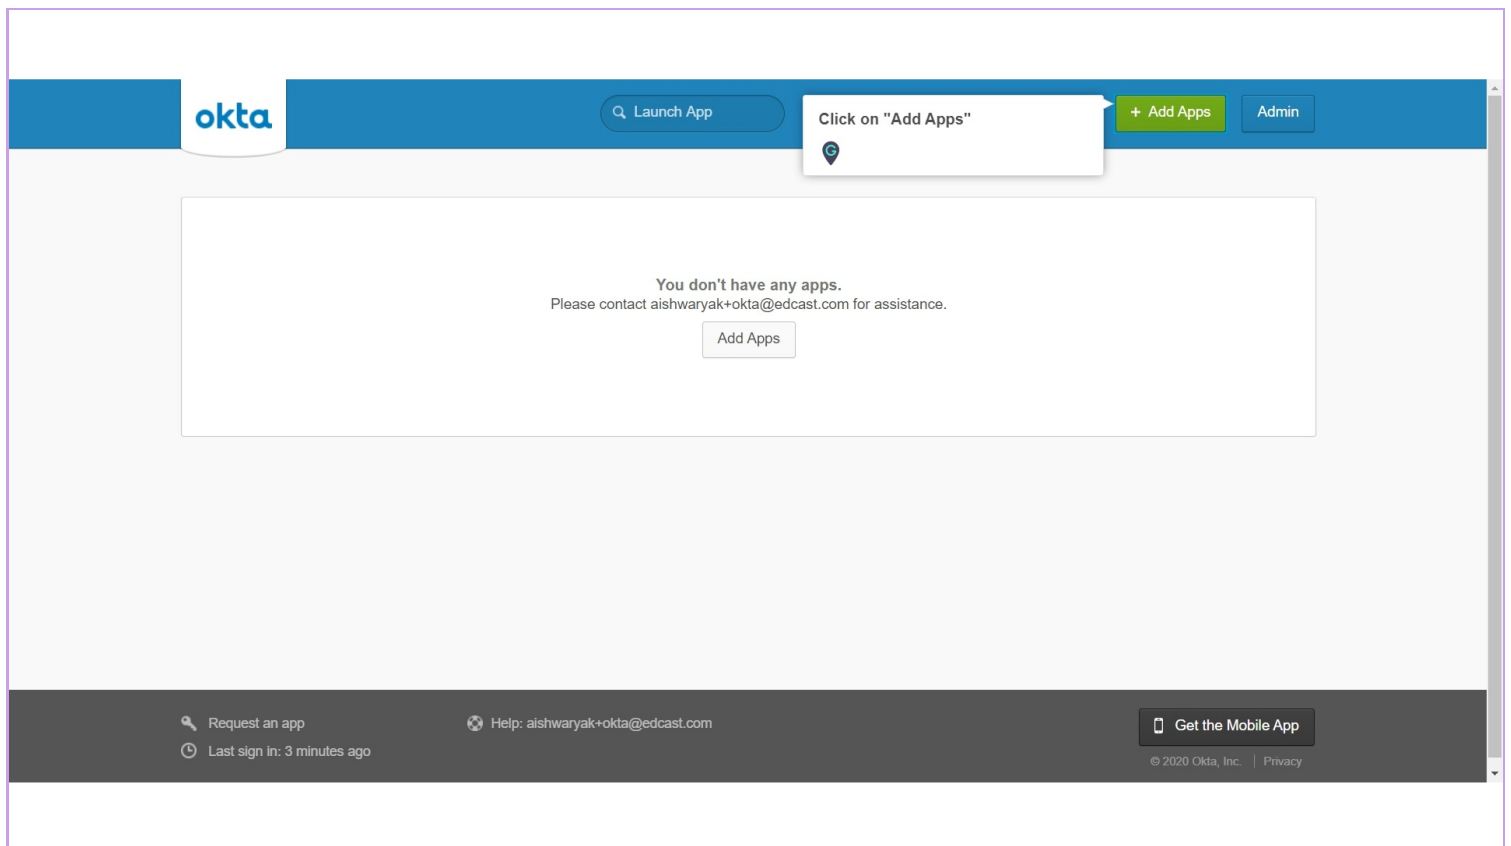 okta
Launch App
Click on "Add Apps"
G
+ Add Apps
Admin
You don't have any apps.
Please contact aishwaryak+okta@edcast.com for assistance.
Add Apps
Request an app
Help: aishwaryak+okta@edcast.com
Get the Mobile App
Last sign in: 3 minutes ago
© 2020 Okta, Inc. | Privacy